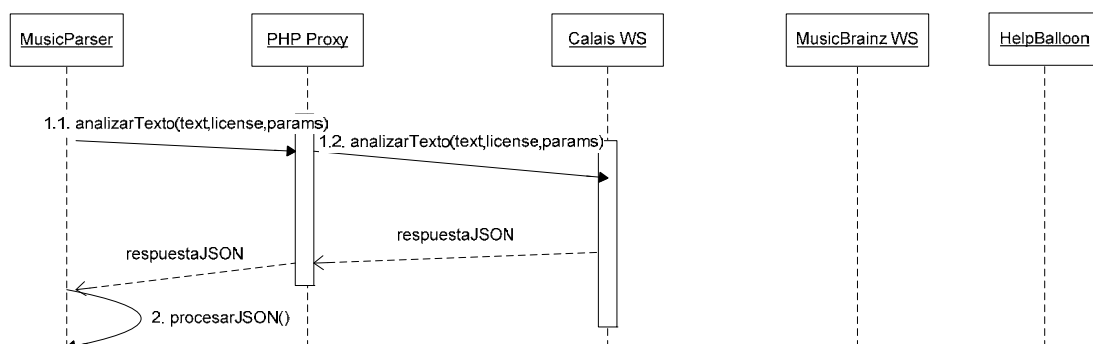 MusicParser
PHP Proxy
Calais WS
MusicBrainz WS
HelpBalloon
1.1. analizarTexto(text,license,params)
1.2. analizarTexto(text,license,params)
respuestaJSON
respuestaJSON
2. procesarJSON()